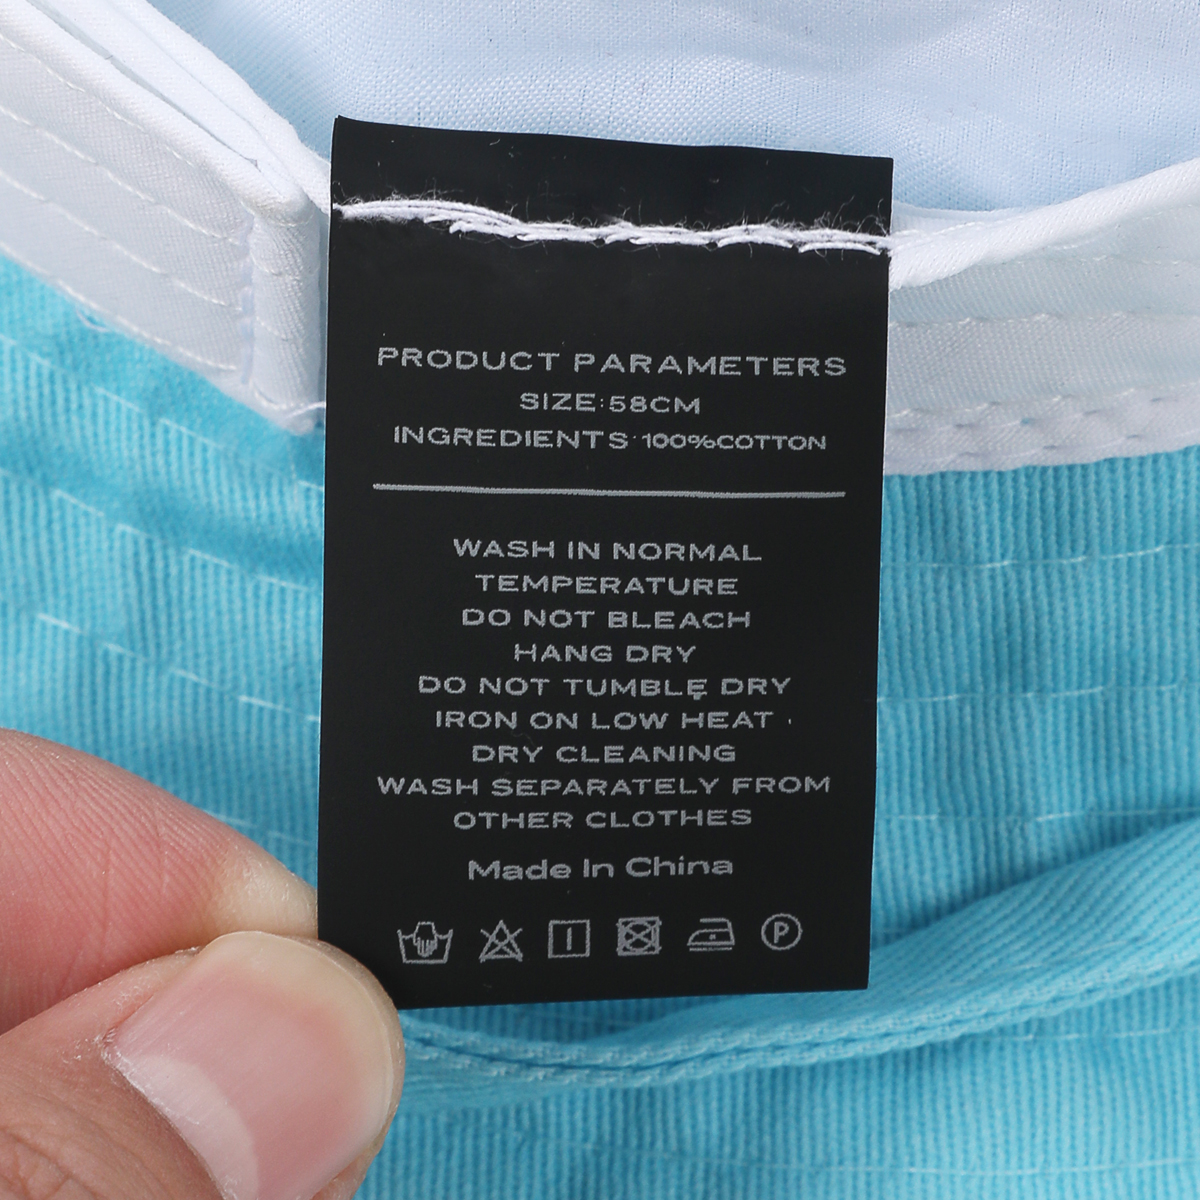 PRODUCT PARAMETERS
SIZE:58CM
INGREDIENTS:100%COTTON
WASH IN NORMAL
TEMPERATURE
DO NOT BLEACH
HANG DRY
DO NOT TUMBLE DRY
IRON ON LOW HEAT
DRY CLEANING
WASH SEPARATELY FROM
OTHER CLOTHES
Made In China
P